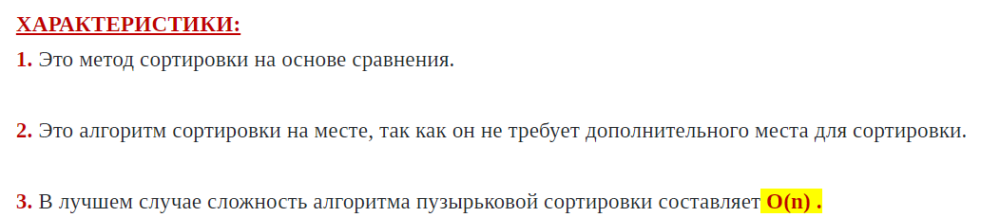 ХАРАКТЕРИСТИКИ:
1. Это метод сортировки на основе сравнения.
2. Это алгоритм сортировки на месте, так как он не требует дополнительного места для сортировки.
3. В лучшем случае сложность алгоритма пузырьковой сортировки составляет O(n) .